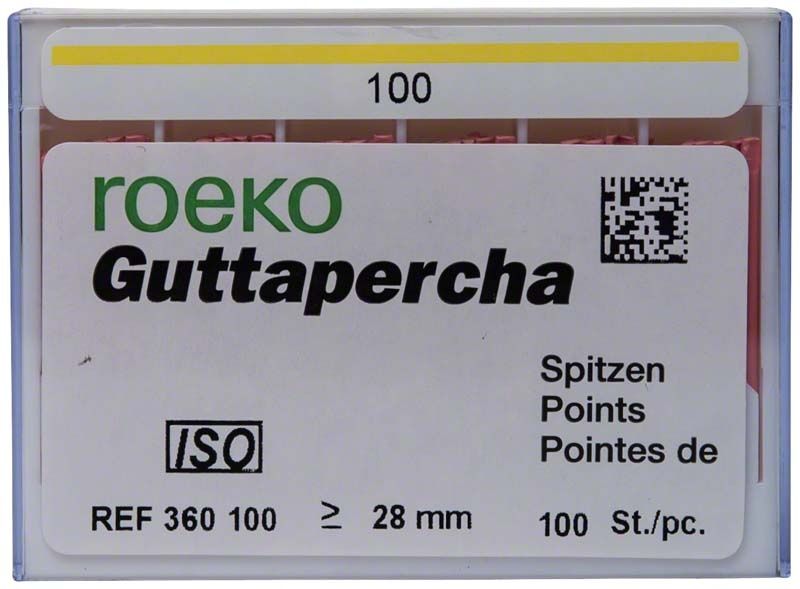 100
roeko
Guttapercha
Spitzen
Points
Pointes de
ISO
REF 360 100 ≥ 28 mm 100 St./pc.